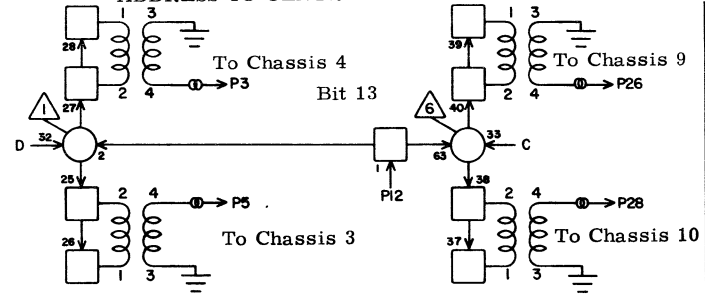 1 3 1 3
28 39
To Chassis 4 To Chassis 9
2 4 P3 2 4 P26
27 Bit 13 40
1 6
D 32 33 C
2 1 63
25 P12 38
2 4 P5 2 4 P28
To Chassis 3 To Chassis 10
26 37
1 3 1 3